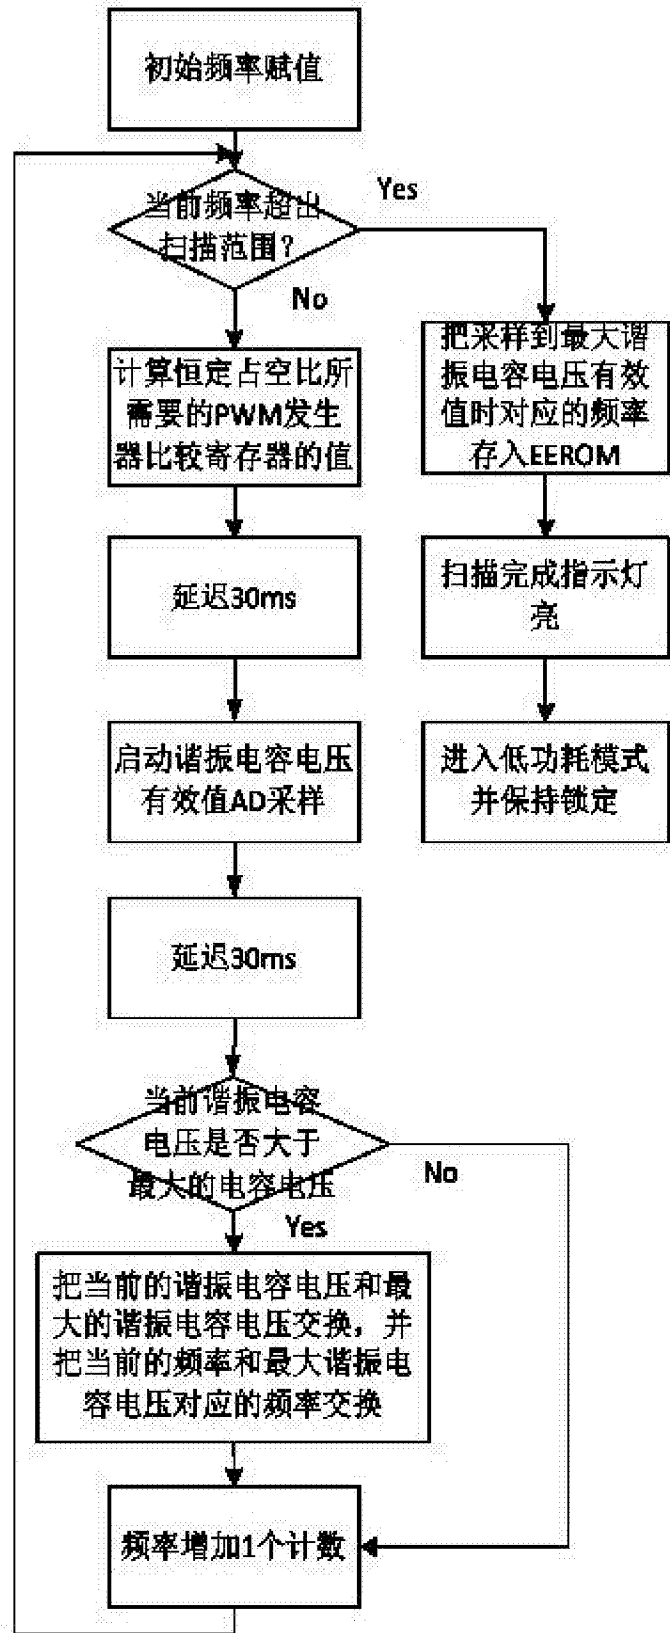 初始频率赋值
当前频率超出
扫描范围?
Yes
No
计算恒定占空比所
需要的PWM发生
器比较寄存器的值
把采样到最大谐
振电容电压有效
值时对应的频率
存入EEROM
延迟30ms
扫描完成指示灯
亮
启动谐振电容电压
有效值AD采样
进入低功耗模式
并保持锁定
延迟30ms
当前谐振电容
电压是否大于
最大的电容电压
No
Yes
把当前的谐振电容电压和最
大的谐振电容电压交换，并
把当前的频率和最大谐振电
容电压对应的频率交换
频率增加1个计数